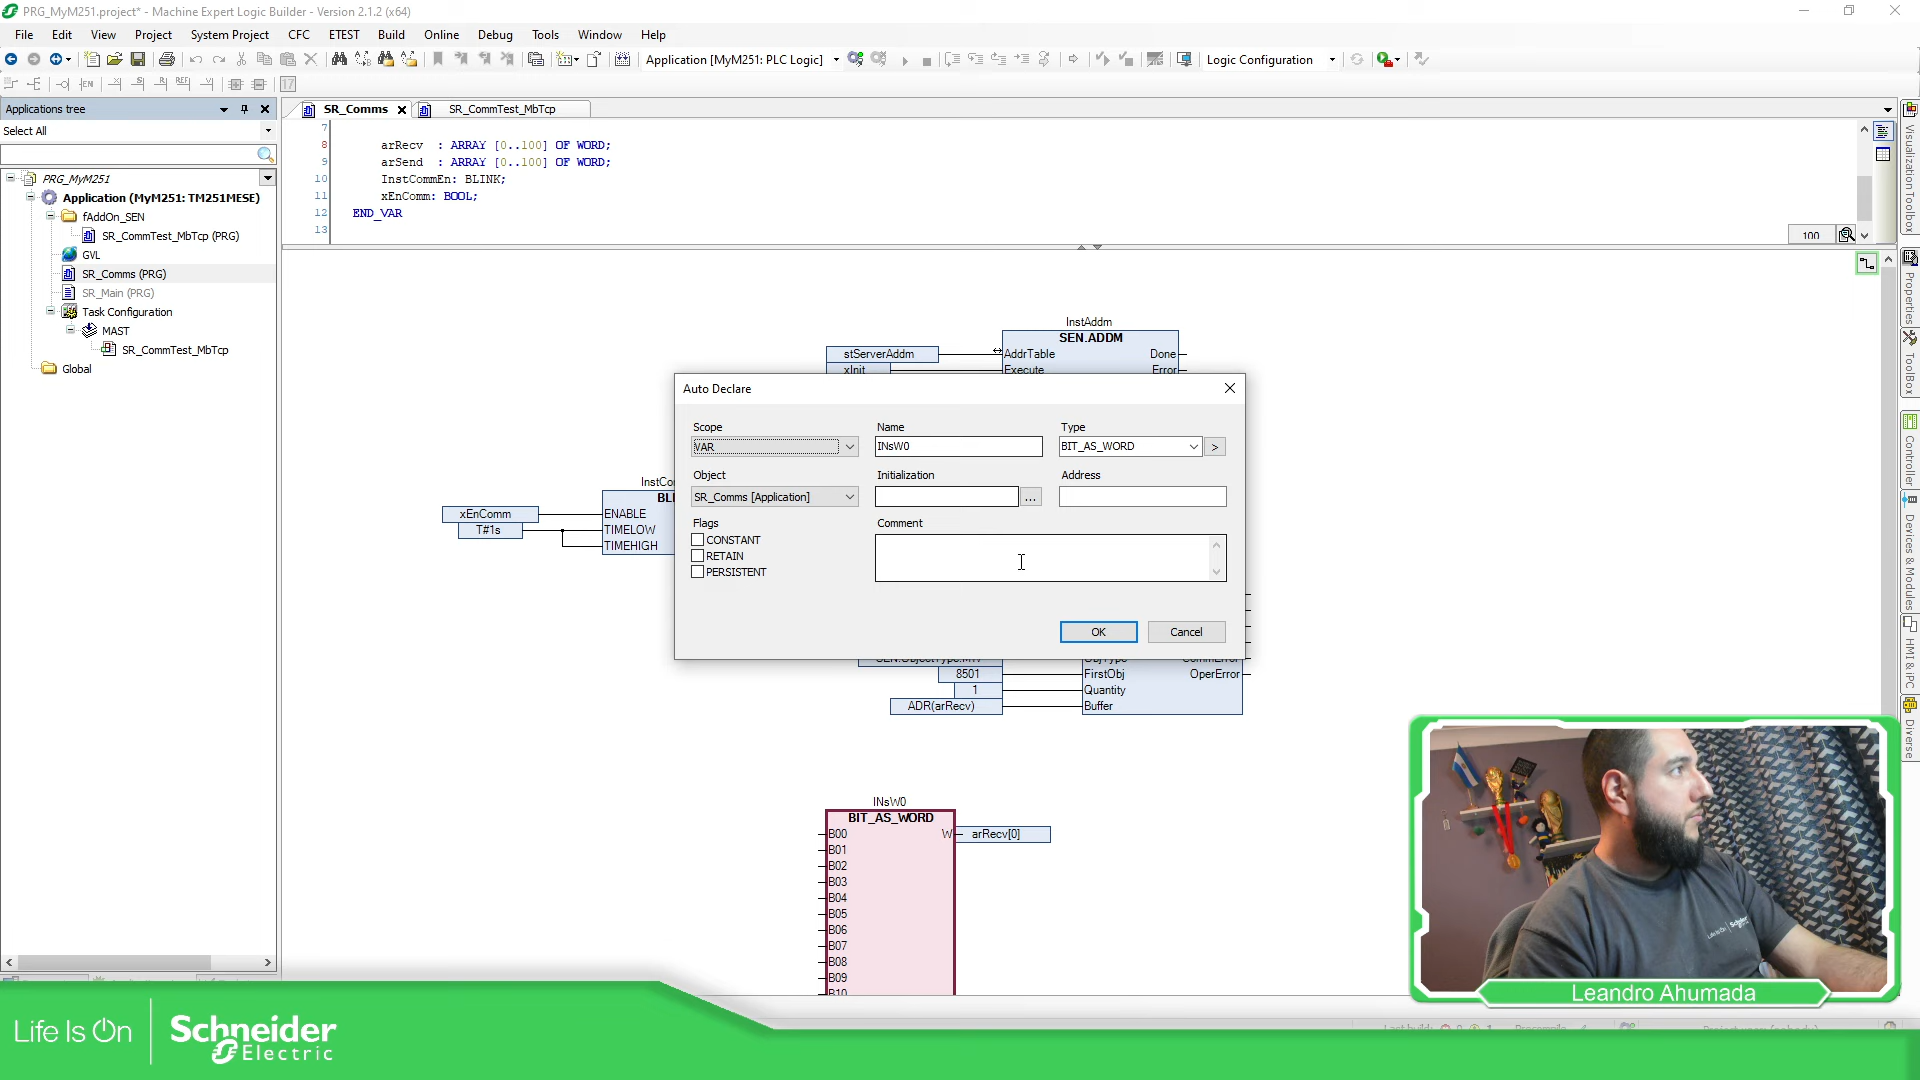 PRG_MyM251.project* - Machine Expert Logic Builder - Version 2.1.2 (x64)
File Edit View Project System Project CFC ETEST Build Online Debug Tools Window Help
Application [MyM251: PLC Logic]
Logic Configuration
Applications tree
Select All
PRG_MyM251
Application (MyM251: TM251MESE)
fAddOn_SEN
SR_CommTest_MbTcp (PRG)
GVL
SR_Comms (PRG)
SR_Main (PRG)
Task Configuration
MAST
SR_CommTest_MbTcp
Global
SR_Comms
SR_CommTest_MbTcp
7
8 arRecv : ARRAY [0..100] OF WORD;
9 arSend : ARRAY [0..100] OF WORD;
10 InstCommEn: BLINK;
11 xEnComm: BOOL;
12 END_VAR
13
100
InstAddm
SEN.ADDM
stServerAddm AddrTable Done
xInit Execute Error
Auto Declare
Scope Name Type
VAR INsW0 BIT_AS_WORD >
Object Initialization Address
SR_Comms [Application] ...
Flags Comment
CONSTANT
RETAIN
PERSISTENT
OK Cancel
xEnComm ENABLE
T#1s TIMELOW
TIMEHIGH
8501 FirstObj OperError
1 Quantity
ADR(arRecv) Buffer
INsW0
BIT_AS_WORD
B00 W arRecv[0]
B01
B02
B03
B04
B05
B06
B07
B08
B09
B10
Visualization Toolbox
Properties
ToolBox
Controller
Devices & Modules
HMI & iPC
Diverse
Leandro Ahumada
Life Is On
Schneider
Electric